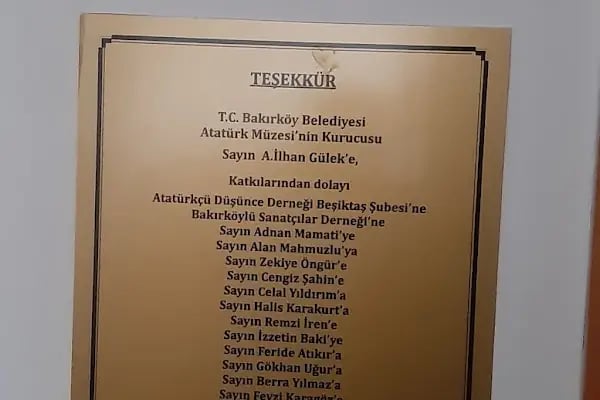 TEŞEKKÜR
T.C. Bakırköy Belediyesi
Atatürk Müzesi'nin Kurucusu
Sayın A.İlhan Gülek'e,
Katkılarından dolayı
Atatürkçü Düşünce Derneği Beşiktaş Şubesi'ne
Bakırköylü Sanatçılar Derneği'ne
Sayın Adnan Mamati'ye
Sayın Alan Mahmuzlu'ya
Sayın Zekiye Öngür'e
Sayın Cengiz Şahin'e
Sayın Celal Yıldırım'a
Sayın Halis Karakurt'a
Sayın Remzi İren'e
Sayın İzzetin Baki'ye
Sayın Feride Atıkır'a
Sayın Gökhan Uğur'a
Sayın Berra Yılmaz'a
Sayın Fevzi